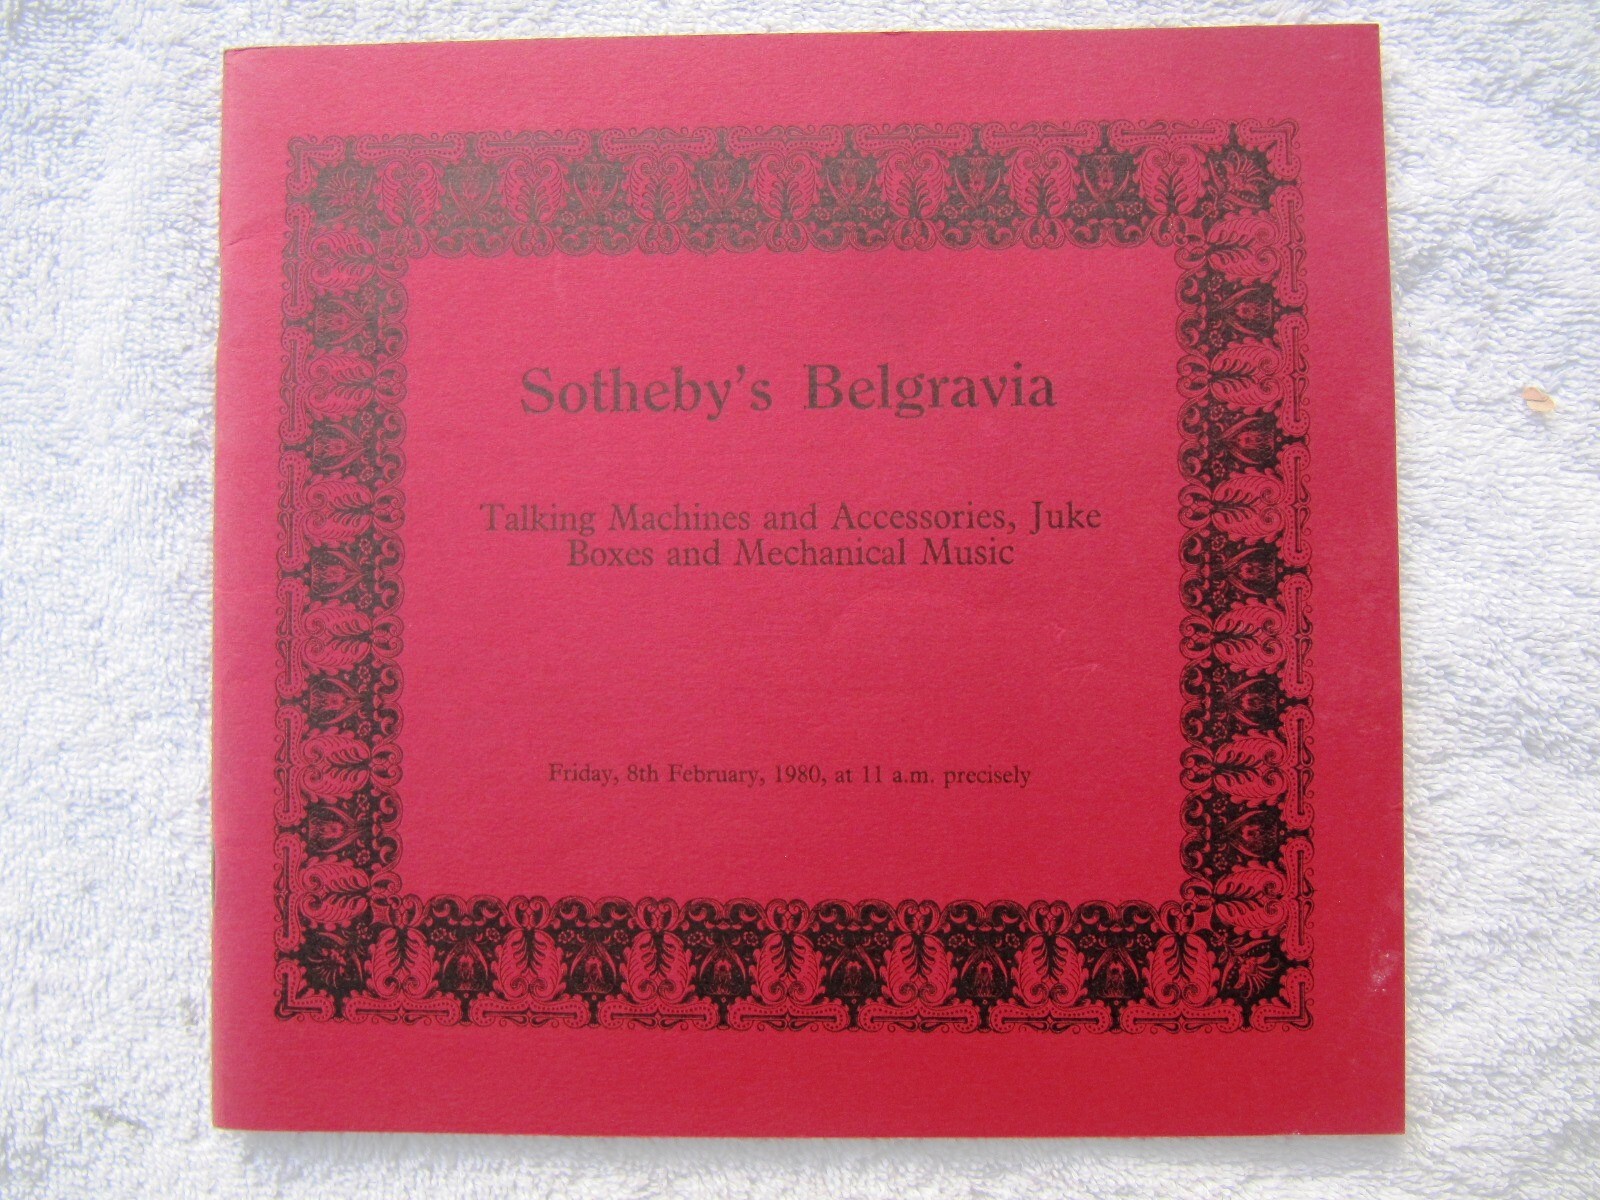 Sotheby's Belgravia
Talking Machines and Accessories, Juke
Boxes and Mechanical Music
Friday, 8th February, 1980, at 11 a.m. precisely